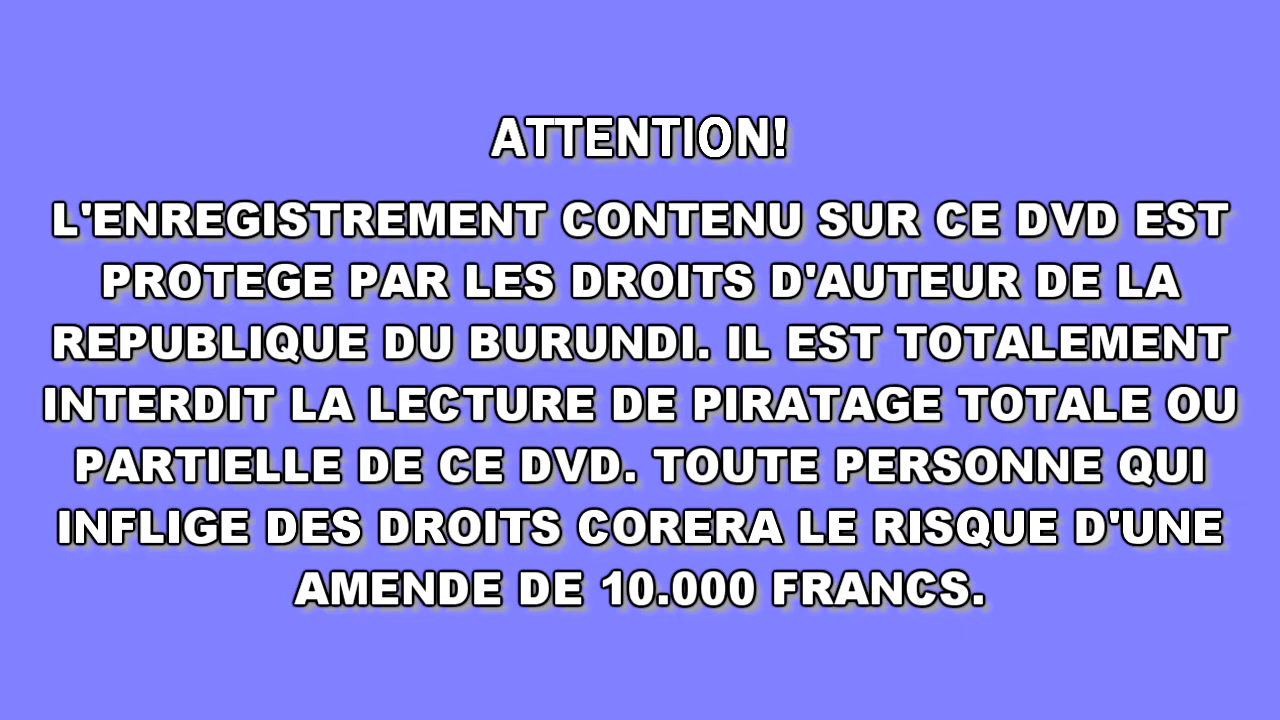 ATTENTION!
L'ENREGISTREMENT CONTENU SUR CE DVD EST
PROTEGE PAR LES DROITS D'AUTEUR DE LA
REPUBLIQUE DU BURUNDI. IL EST TOTALEMENT
INTERDIT LA LECTURE DE PIRATAGE TOTALE OU
PARTIELLE DE CE DVD. TOUTE PERSONNE QUI
INFLIGE DES DROITS CORERA LE RISQUE D'UNE
AMENDE DE 10.000 FRANCS.